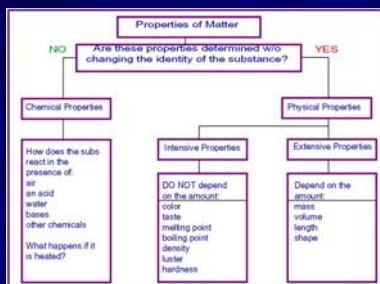 Properties of Matter
NO
Are these properties determined w/o
changing the identity of the substance?
YES
Chemical Properties
Physical Properties
How does the subs
react in the
presence of:
air
an acid
water
bases
other chemicals
What happens if it
is heated?
Intensive Properties
DO NOT depend
on the amount:
color
taste
melting point
boiling point
density
luster
hardness
Extensive Properties
Depend on the
amount:
mass
volume
length
shape